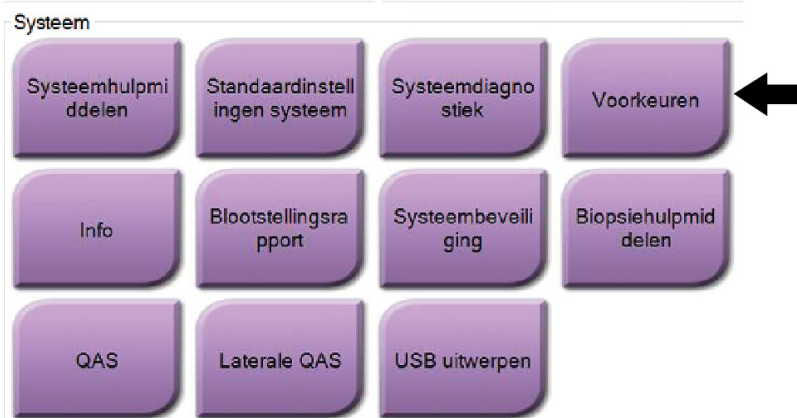 Systeem
Systeemhulpmi
ddelen
Standaardinstell
ingen systeem
Systeemdiagno
stiek
Voorkeuren
Info
Blootstellingsra
pport
Systeembeveili
ging
Biopsiehulpmid
delen
QAS
Laterale QAS
USB uitwerpen